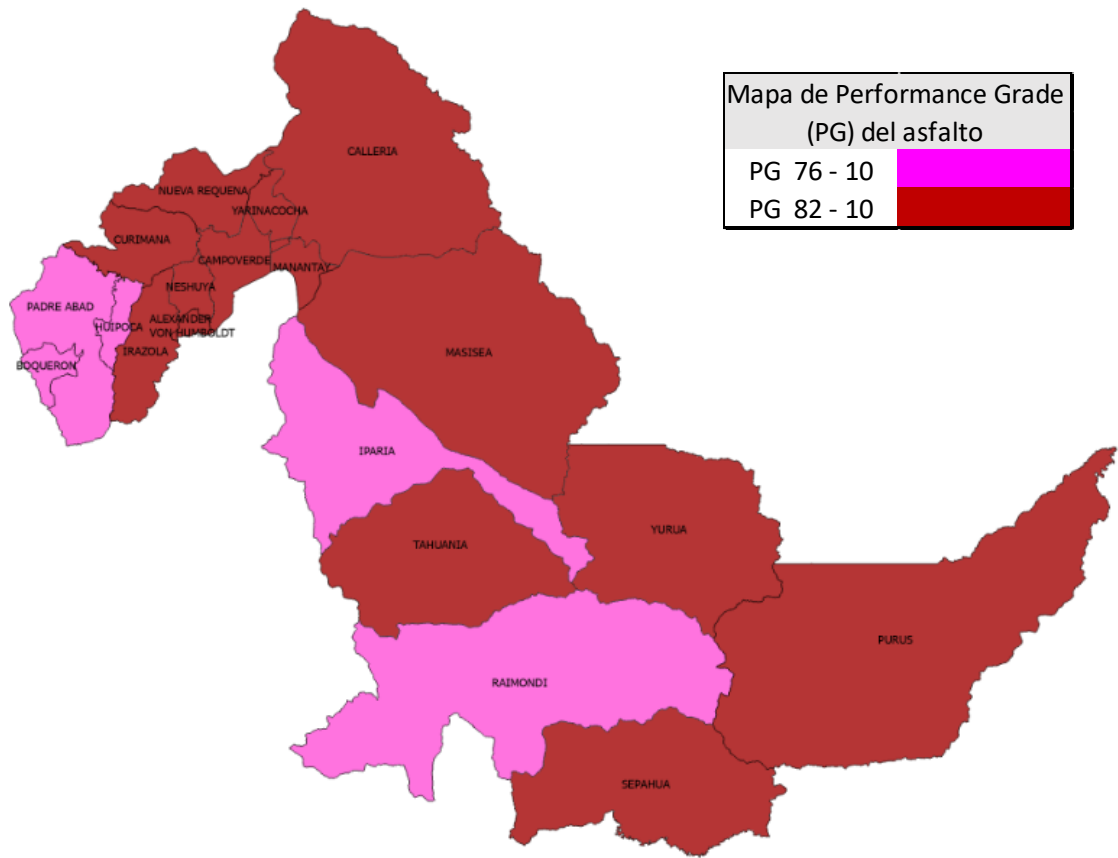 Mapa de Performance Grade
(PG) del asfalto
PG 76 - 10
PG 82 - 10
CALLERIA
NUEVA REQUENA
YARINACOCHA
CURIMANA
CAMPOVERDE
MANANTAY
NESHUYA
PADRE ABAD
HUIPOCA
ALEXANDER
VON HUMBOLDT
IRAZOLA
BOQUERON
MASISEA
IPARIA
YURUA
TAHUANIA
PURUS
RAIMONDI
SEPAHUA